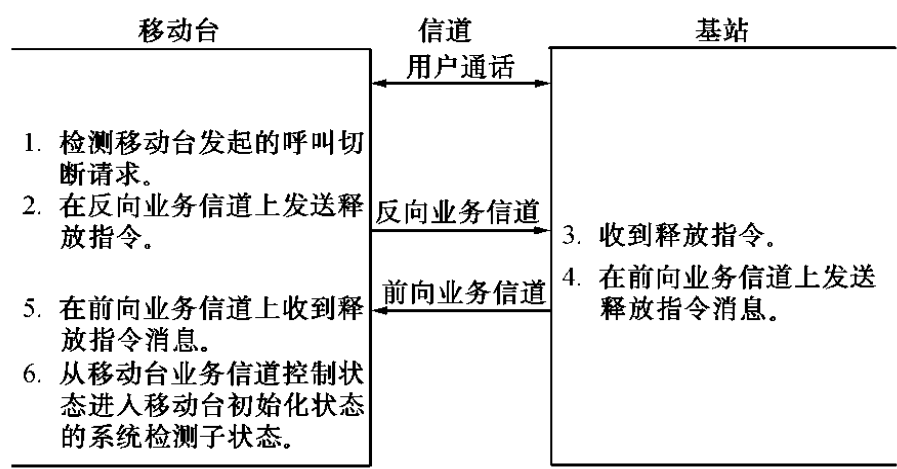 移动台
信道
基站
用户通话
1. 检测移动台发起的呼叫切
断请求。
2. 在反向业务信道上发送释
放指令。
反向业务信道
3. 收到释放指令。
4. 在前向业务信道上发送
释放指令消息。
前向业务信道
5. 在前向业务信道上收到释
放指令消息。
6. 从移动台业务信道控制状
态进入移动台初始化状态
的系统检测子状态。